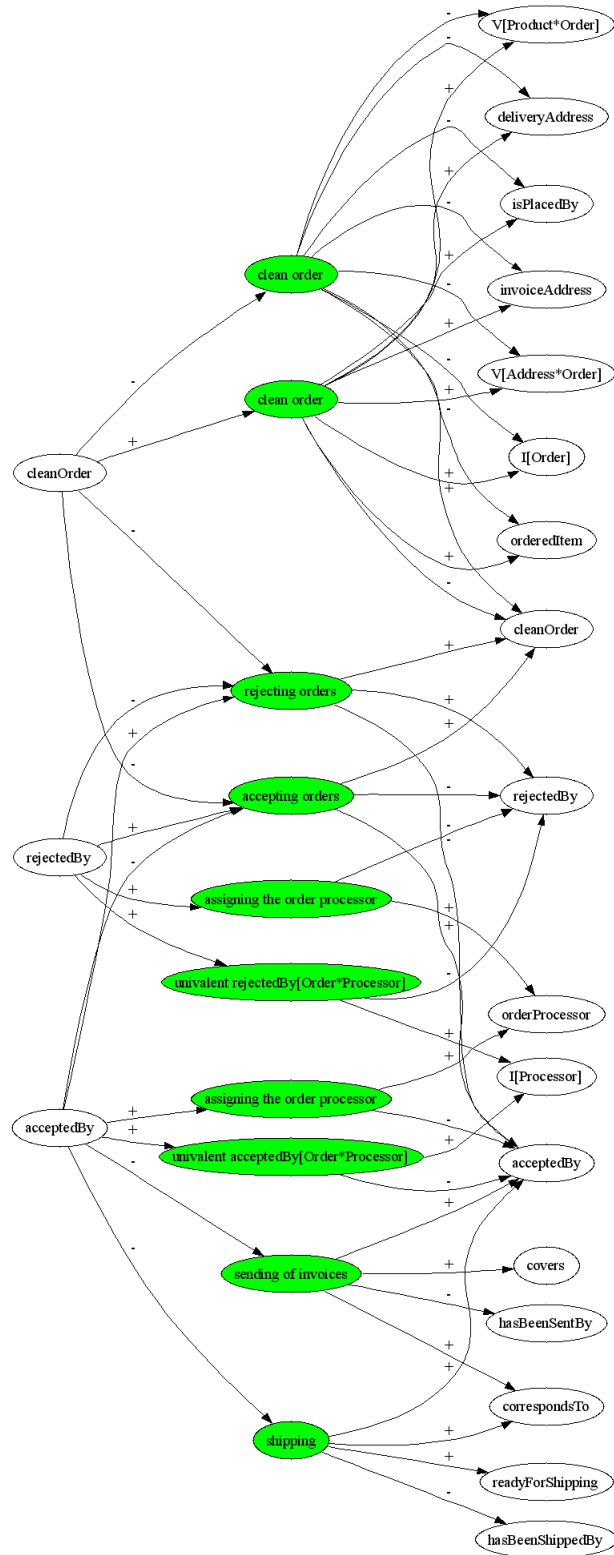 -
V[Product*Order]
-
+
deliveryAddress
-
+
isPlacedBy
-
+
clean order
invoiceAddress
-
+
-
V[Address*Order]
+
clean order
-
+
-
I[Order]
cleanOrder
+
+
-
orderedItem
+
-
cleanOrder
+
rejecting orders
-
+
+
+
-
-
accepting orders
rejectedBy
+
-
rejectedBy
-
+
assigning the order processor
+
+
+
-
univalent rejectedBy[Order*Processor]
orderProcessor
+
+
I[Processor]
assigning the order processor
+
-
acceptedBy
+
+
univalent acceptedBy[Order*Processor]
acceptedBy
-
-
+
sending of invoices
+
covers
-
-
hasBeenSentBy
+
+
correspondsTo
shipping
+
+
readyForShipping
-
hasBeenShippedBy